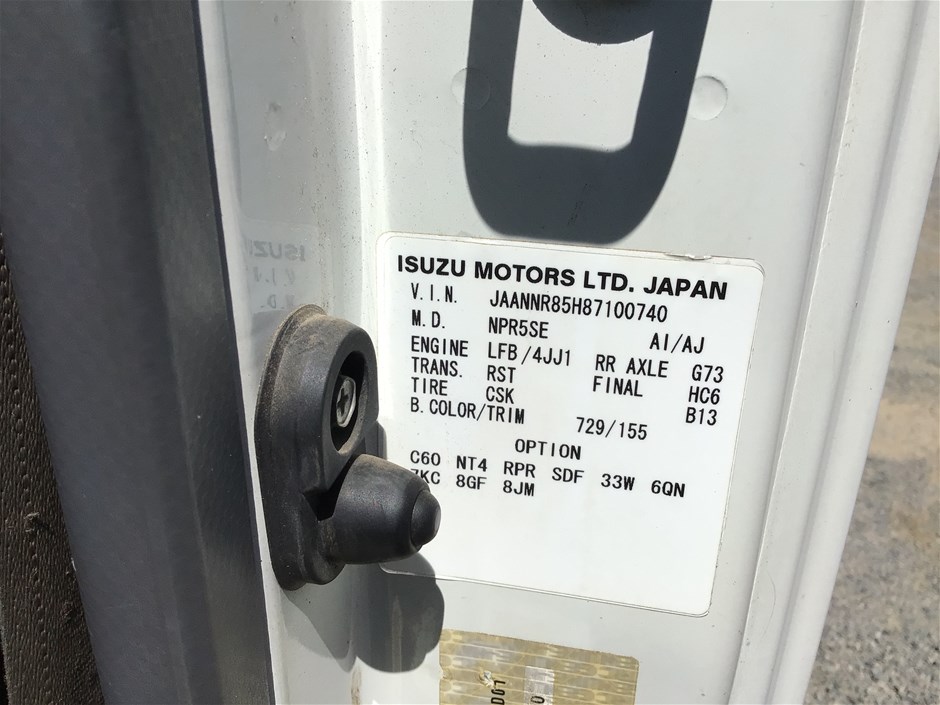 ISUZU MOTORS LTD. JAPAN
V.I.N. JAANNR85H87100740
M.D. NPR5SE AI/AJ
ENGINE LFB/4JJ1 RR AXLE G73
TRANS. RST FINAL HC6
TIRE CSK B13
B.COLOR/TRIM 729/155
OPTION
C60 NT4 RPR SDF 33W 6QN
7KC 8GF 8JM